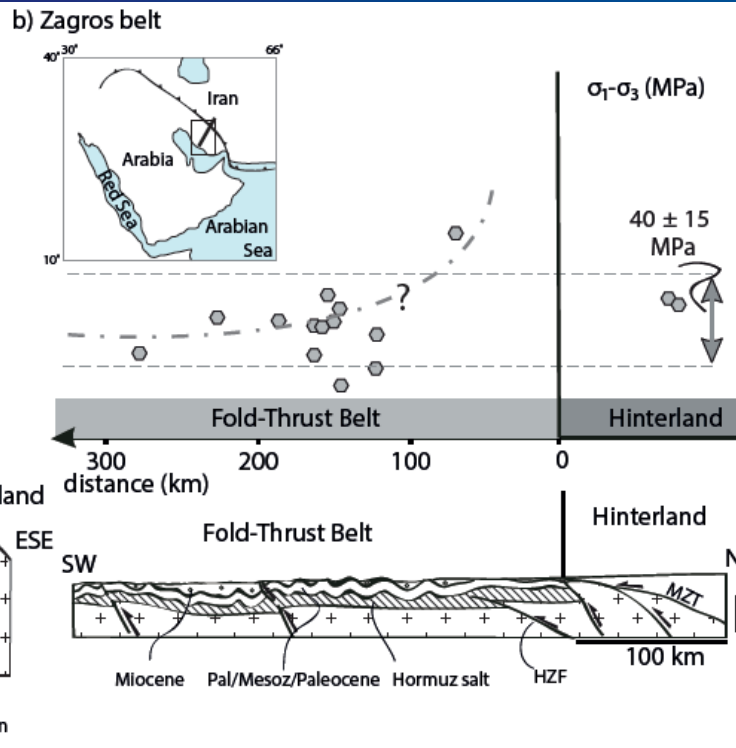 b) Zagros belt
40° 30° 66°
Iran
Arabia
Red Sea
Arabian
Sea
10°
σ1-σ3 (MPa)
40 ± 15
MPa
?
Fold-Thrust Belt Hinterland
300 200 100 0
distance (km)
land
ESE
Fold-Thrust Belt Hinterland
SW N
MZT
100 km
Miocene Pal/Mesoz/Paleocene Hormuz salt HZF
n